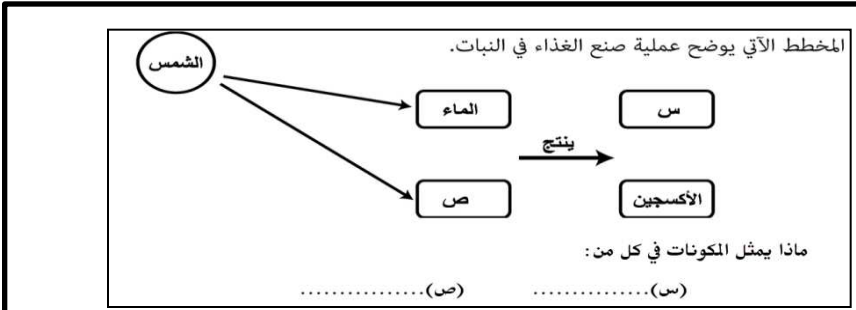 المخطط الآتي يوضح عملية صنع الغذاء في النبات.
الشمس
الماء
س
ينتج
ص
الأكسجين
ماذا يمثل المكونات في كل من:
(س)............... (ص)................